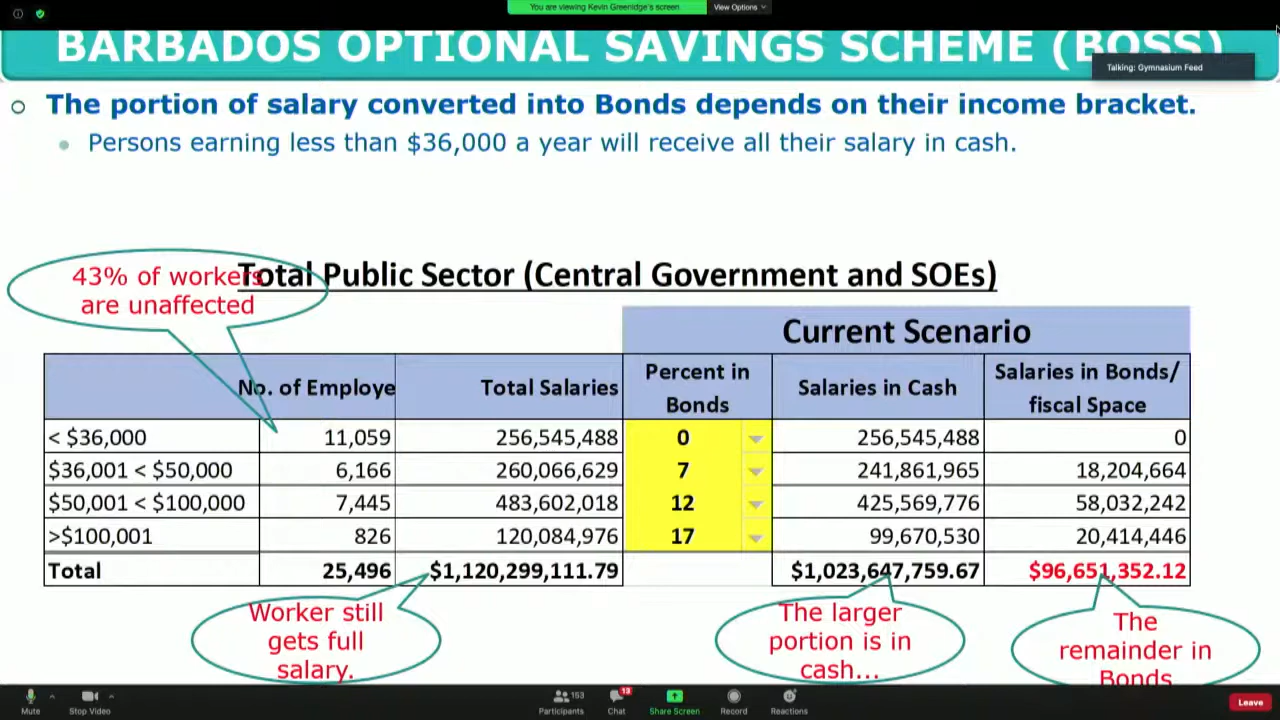 You are viewing Kevin Greenidge's screen
View Options
BARBADOS OPTIONAL SAVINGS SCHEME (BOSS)
Talking: Gymnasium Feed
The portion of salary converted into Bonds depends on their income bracket.
Persons earning less than $36,000 a year will receive all their salary in cash.
43% of workers
are unaffected
Total Public Sector (Central Government and SOEs)
Current Scenario
No. of Employe Total Salaries Percent in Bonds Salaries in Cash Salaries in Bonds/ fiscal Space
< $36,000 11,059 256,545,488 0 256,545,488 0
$36,001 < $50,000 6,166 260,066,629 7 241,861,965 18,204,664
$50,001 < $100,000 7,445 483,602,018 12 425,569,776 58,032,242
>$100,001 826 120,084,976 17 99,670,530 20,414,446
Total 25,496 $1,120,299,111.79 $1,023,647,759.67 $96,651,352.12
Worker still
gets full
salary.
The larger
portion is in
cash...
The
remainder in
Bonds
Mute
Stop Video
153
Participants
13
Chat
Share Screen
Record
Reactions
Leave